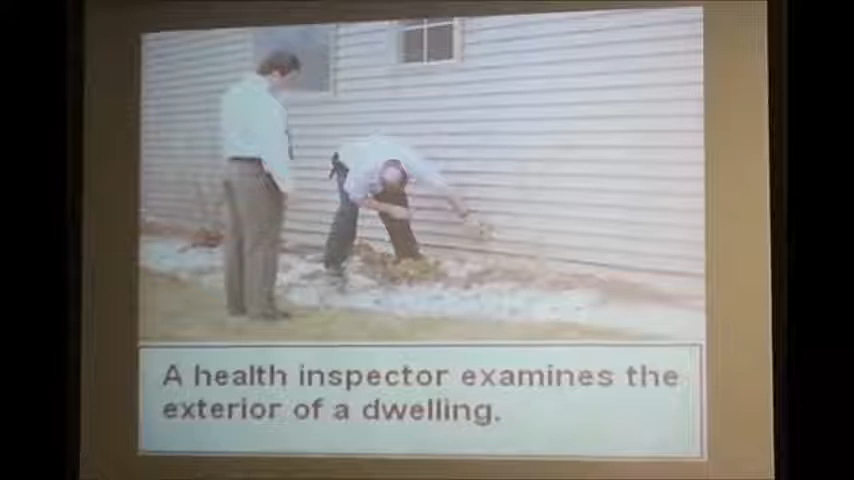 A health inspector examines the
exterior of a dwelling.